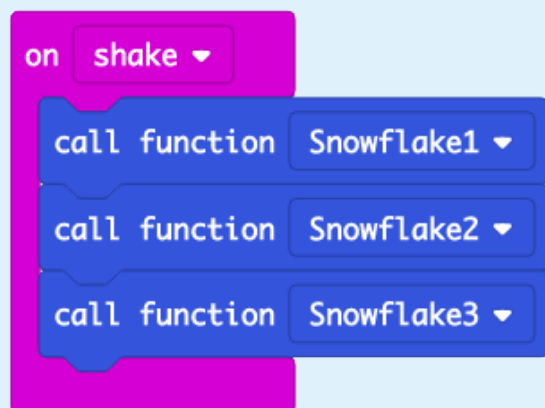 on shake
call function Snowflake1
call function Snowflake2
call function Snowflake3